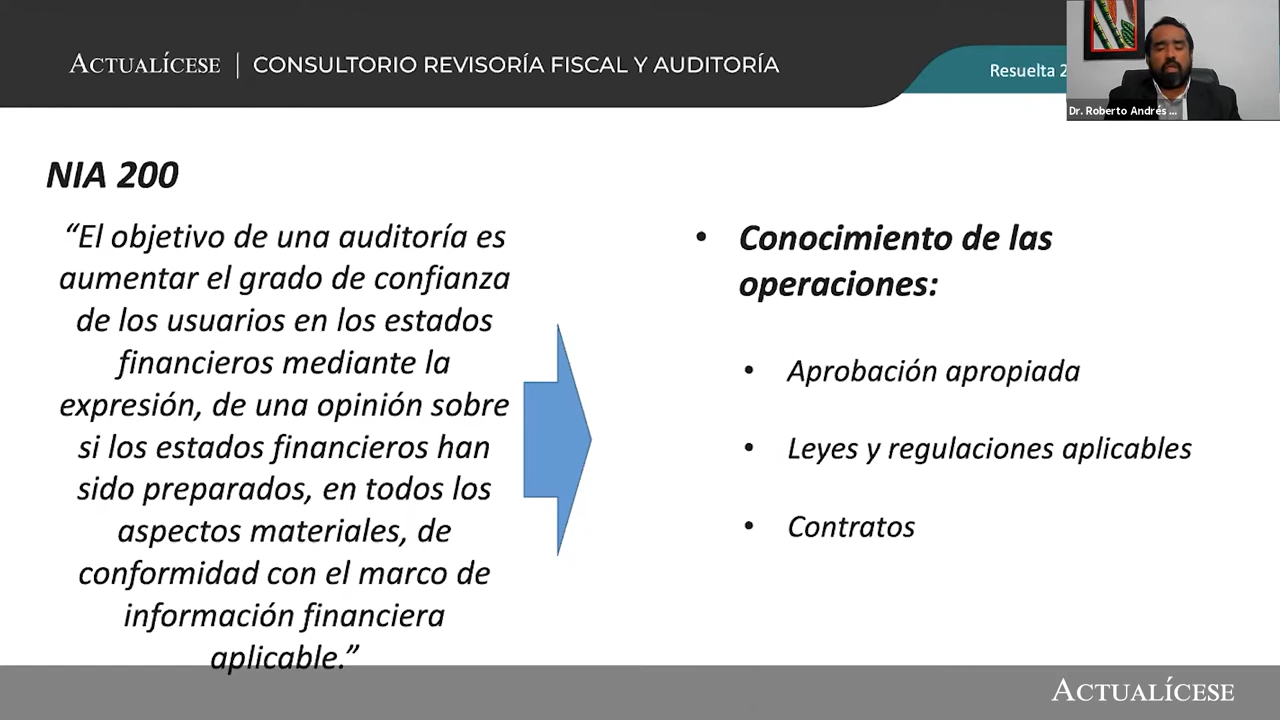 ACTUALÍCESE | CONSULTORIO REVISORÍA FISCAL Y AUDITORÍA
Resuelta 2
Dr. Roberto Andrés ...
NIA 200
“El objetivo de una auditoría es
aumentar el grado de confianza
de los usuarios en los estados
financieros mediante la
expresión, de una opinión sobre
si los estados financieros han
sido preparados, en todos los
aspectos materiales, de
conformidad con el marco de
información financiera
aplicable.”
• Conocimiento de las
operaciones:
• Aprobación apropiada
• Leyes y regulaciones aplicables
• Contratos
ACTUALÍCESE